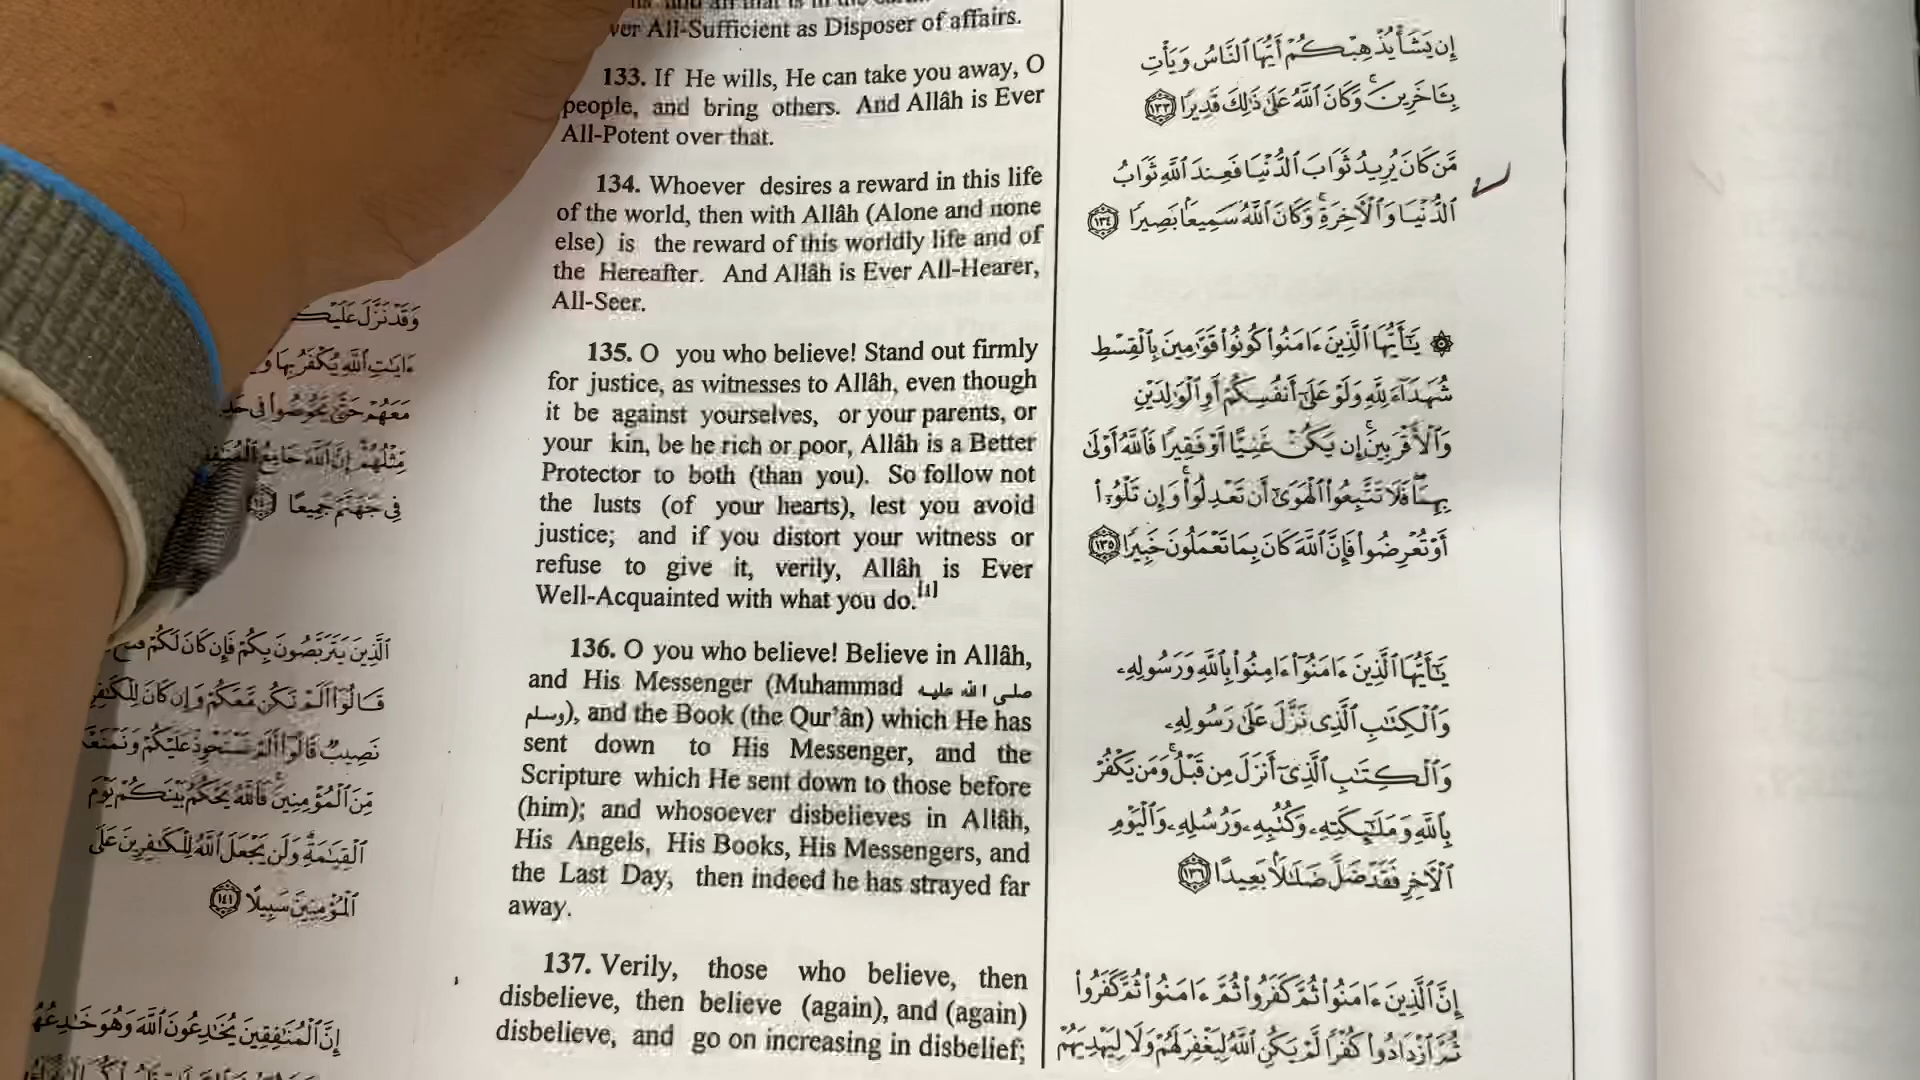 ver All-Sufficient as Disposer of affairs.
133. If He wills, He can take you away, O
people, and bring others. And Allâh is Ever
All-Potent over that.
134. Whoever desires a reward in this life
of the world, then with Allâh (Alone and none
else) is the reward of this worldly life and of
the Hereafter. And Allâh is Ever All-Hearer,
All-Seer.
135. O you who believe! Stand out firmly
for justice, as witnesses to Allâh, even though
it be against yourselves, or your parents, or
your kin, be he rich or poor, Allâh is a Better
Protector to both (than you). So follow not
the lusts (of your hearts), lest you avoid
justice; and if you distort your witness or
refuse to give it, verily, Allâh is Ever
Well-Acquainted with what you do.[1]
136. O you who believe! Believe in Allâh,
and His Messenger (Muhammad صلى الله عليه
وسلم), and the Book (the Qur'ân) which He has
sent down to His Messenger, and the
Scripture which He sent down to those before
(him); and whosoever disbelieves in Allâh,
His Angels, His Books, His Messengers, and
the Last Day, then indeed he has strayed far
away.
137. Verily, those who believe, then
disbelieve, then believe (again), and (again)
disbelieve, and go on increasing in disbelief;
إِن يَشَأْ يُذْهِبْكُمْ أَيُّهَا ٱلنَّاسُ وَيَأْتِ
بِـَٔاخَرِينَ ۚ وَكَانَ ٱللَّهُ عَلَىٰ ذَٰلِكَ قَدِيرًا ١٣٣
مَّن كَانَ يُرِيدُ ثَوَابَ ٱلدُّنْيَا فَعِندَ ٱللَّهِ ثَوَابُ
ٱلدُّنْيَا وَٱلْـَٔاخِرَةِ ۚ وَكَانَ ٱللَّهُ سَمِيعًۢا بَصِيرًا ١٣٤
۞ يَـٰٓأَيُّهَا ٱلَّذِينَ ءَامَنُوا۟ كُونُوا۟ قَوَّٰمِينَ بِٱلْقِسْطِ
شُهَدَآءَ لِلَّهِ وَلَوْ عَلَىٰٓ أَنفُسِكُمْ أَوِ ٱلْوَٰلِدَيْنِ
وَٱلْأَقْرَبِينَ ۚ إِن يَكُنْ غَنِيًّا أَوْ فَقِيرًا فَٱللَّهُ أَوْلَىٰ
بِهِمَا ۖ فَلَا تَتَّبِعُوا۟ ٱلْهَوَىٰٓ أَن تَعْدِلُوا۟ ۚ وَإِن تَلْوُۥٓا۟
أَوْ تُعْرِضُوا۟ فَإِنَّ ٱللَّهَ كَانَ بِمَا تَعْمَلُونَ خَبِيرًا ١٣٥
يَـٰٓأَيُّهَا ٱلَّذِينَ ءَامَنُوٓا۟ ءَامِنُوا۟ بِٱللَّهِ وَرَسُولِهِۦ
وَٱلْكِتَـٰبِ ٱلَّذِى نَزَّلَ عَلَىٰ رَسُولِهِۦ
وَٱلْكِتَـٰبِ ٱلَّذِىٓ أَنزَلَ مِن قَبْلُ ۚ وَمَن يَكْفُرْ
بِٱللَّهِ وَمَلَـٰٓئِكَتِهِۦ وَكُتُبِهِۦ وَرُسُلِهِۦ وَٱلْيَوْمِ
ٱلْـَٔاخِرِ فَقَدْ ضَلَّ ضَلَـٰلًۢا بَعِيدًا ١٣٦
إِنَّ ٱلَّذِينَ ءَامَنُوا۟ ثُمَّ كَفَرُوا۟ ثُمَّ ءَامَنُوا۟ ثُمَّ كَفَرُوا۟
ثُمَّ ٱزْدَادُوا۟ كُفْرًا لَّمْ يَكُنِ ٱللَّهُ لِيَغْفِرَ لَهُمْ وَلَا لِيَهْدِيَهُمْ
وَقَدْ نَزَّلَ
ءَايَـٰتِ ٱللَّهِ يُكْفَرُ بِهَا
مَعَهُمْ حَتَّىٰ يَخُوضُوا۟ فِى
مِّثْلُهُمْ ۗ إِنَّ ٱللَّهَ جَامِعُ
فِى جَهَنَّمَ جَمِيعًا ١٤٠
ٱلَّذِينَ يَتَرَبَّصُونَ بِكُمْ فَإِن كَانَ لَكُمْ
قَالُوٓا۟ أَلَمْ نَكُن مَّعَكُمْ وَإِن كَانَ
نَصِيبٌ قَالُوٓا۟ أَلَمْ نَسْتَحْوِذْ عَلَيْكُمْ
مِّنَ ٱلْمُؤْمِنِينَ ۚ فَٱللَّهُ يَحْكُمُ بَيْنَكُمْ يَوْمَ
ٱلْقِيَـٰمَةِ ۗ وَلَن يَجْعَلَ ٱللَّهُ لِلْكَـٰفِرِينَ عَلَى
ٱلْمُؤْمِنِينَ سَبِيلًا ١٤١
إِنَّ ٱلْمُنَـٰفِقِينَ يُخَـٰدِعُونَ ٱللَّهَ وَهُوَ